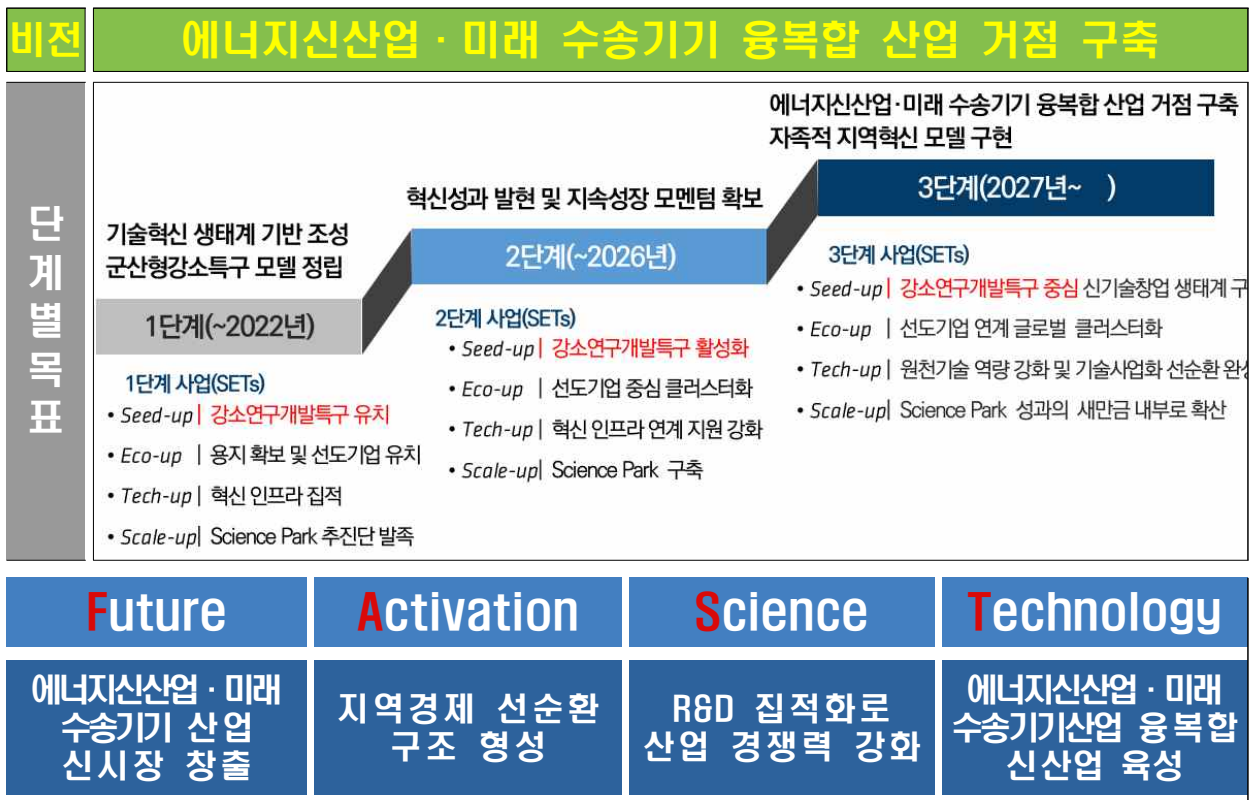 비전
에너지신산업·미래 수송기기 융복합 산업 거점 구축
단계별목표
기술혁신 생태계 기반 조성
군산형강소특구 모델 정립
1단계(~2022년)
1단계 사업(SETs)
• Seed-up| 강소연구개발특구 유치
• Eco-up | 용지 확보 및 선도기업 유치
• Tech-up| 혁신 인프라 집적
• Scale-up| Science Park 추진단 발족
혁신성과 발현 및 지속성장 모멘텀 확보
2단계(~2026년)
2단계 사업(SETs)
• Seed-up| 강소연구개발특구 활성화
• Eco-up | 선도기업 중심 클러스터화
• Tech-up| 혁신 인프라 연계 지원 강화
• Scale-up| Science Park 구축
에너지신산업·미래 수송기기 융복합 산업 거점 구축
자족적 지역혁신 모델 구현
3단계(2027년~ )
3단계 사업(SETs)
• Seed-up| 강소연구개발특구 중심 신기술창업 생태계 구
• Eco-up | 선도기업 연계 글로벌 클러스터화
• Tech-up| 원천기술 역량 강화 및 기술사업화 선순환
• Scale-up| Science Park 성과의 새만금 내부로 확산
Future
에너지신산업·미래
수송기기 산업
신시장 창출
Activation
지역경제 선순환
구조 형성
Science
R&D 집적화로
산업 경쟁력 강화
Technology
에너지신산업·미래
수송기기산업 융복합
신산업 육성